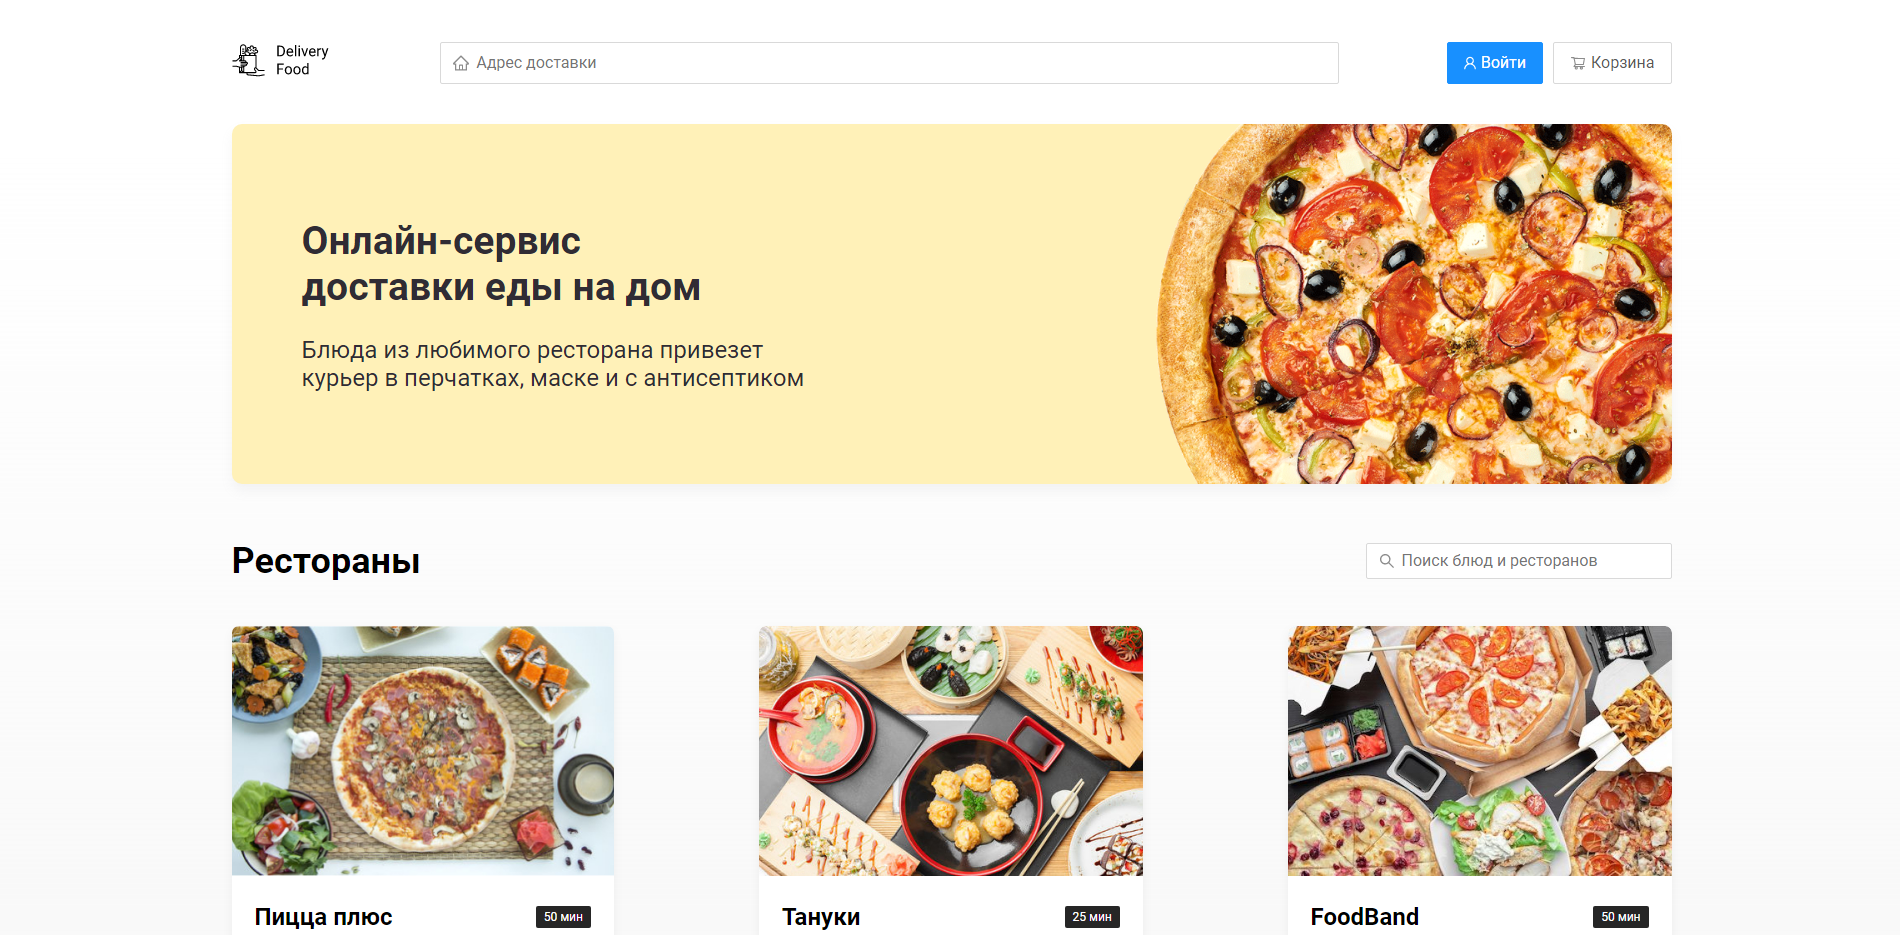 Delivery
Food
Адрес доставки
Войти
Корзина
Онлайн-сервис
доставки еды на дом
Блюда из любимого ресторана привезет
курьер в перчатках, маске и с антисептиком
Рестораны
Поиск блюд и ресторанов
Пицца плюс
50 мин
Тануки
25 мин
FoodBand
50 мин